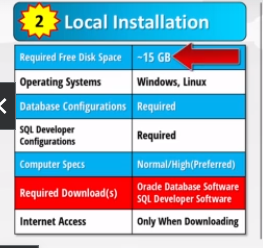 2 Local Installation
Required Free Disk Space ~15 GB
Operating Systems Windows, Linux
Database Configurations Required
SQL Developer
Configurations Required
Computer Specs Normal/High(Preferred)
Required Download(s) Oracle Database Software
SQL Developer Software
Internet Access Only When Downloading